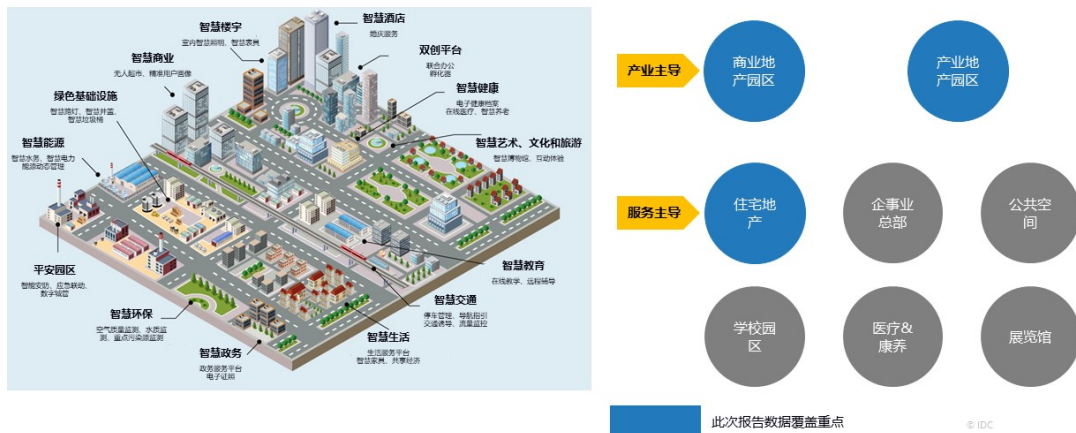 智慧酒店
婚庆服务
智慧楼宇
室内智慧照明、智慧家具
双创平台
联合办公
孵化器
智慧商业
无人超市、精准用户画像
智慧健康
电子健康档案
在线医疗、智慧养老
绿色基础设施
智慧路灯、智慧井盖、
智慧垃圾桶
智慧艺术、文化和旅游
智慧博物馆、互动体验
智慧能源
智慧水务、智慧电力
能源动态管理
平安园区
智能安防、应急联动、
数字城管
智慧教育
在线教学、远程辅导
智慧环保
空气质量监测、水质监
测、重点污染源监测
智慧交通
停车管理、导航指引
交通诱导、流量监控
智慧政务
政务服务平台
电子证照
智慧生活
生活服务平台
智慧家具、共享经济
产业主导
商业地
产园区
产业地
产园区
服务主导
住宅地
产
企事业
总部
公共空
间
学校园
区
医疗&
康养
展览馆
此次报告数据覆盖重点
© IDC